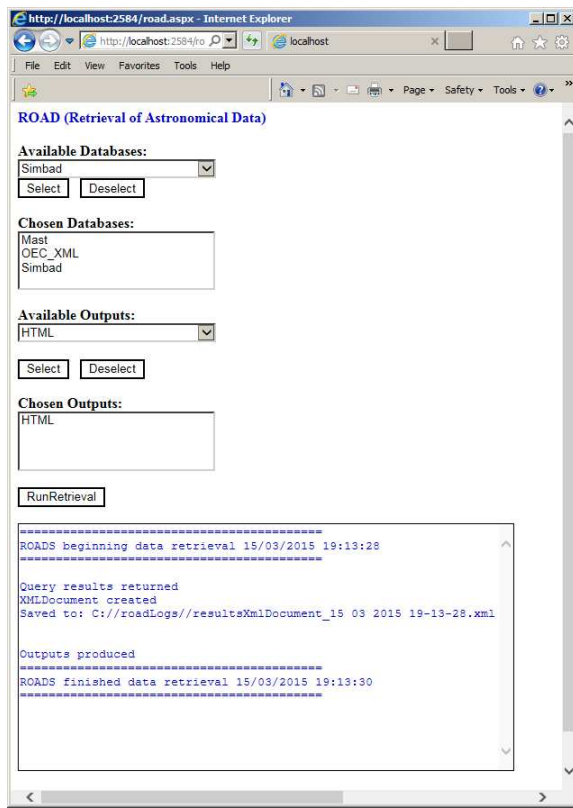 http://localhost:2584/road.aspx - Internet Explorer
http://localhost:2584/ro
localhost
File Edit View Favorites Tools Help
Page Safety Tools
ROAD (Retrieval of Astronomical Data)
Available Databases:
Simbad
Select Deselect
Chosen Databases:
Mast
OEC_XML
Simbad
Available Outputs:
HTML
Select Deselect
Chosen Outputs:
HTML
RunRetrieval
==========================================
ROADS beginning data retrieval 15/03/2015 19:13:28
==========================================
Query results returned
XMLDocument created
Saved to: C://roadLogs//resultsXmlDocument_15 03 2015 19-13-28.xml
Outputs produced
==========================================
ROADS finished data retrieval 15/03/2015 19:13:30
==========================================